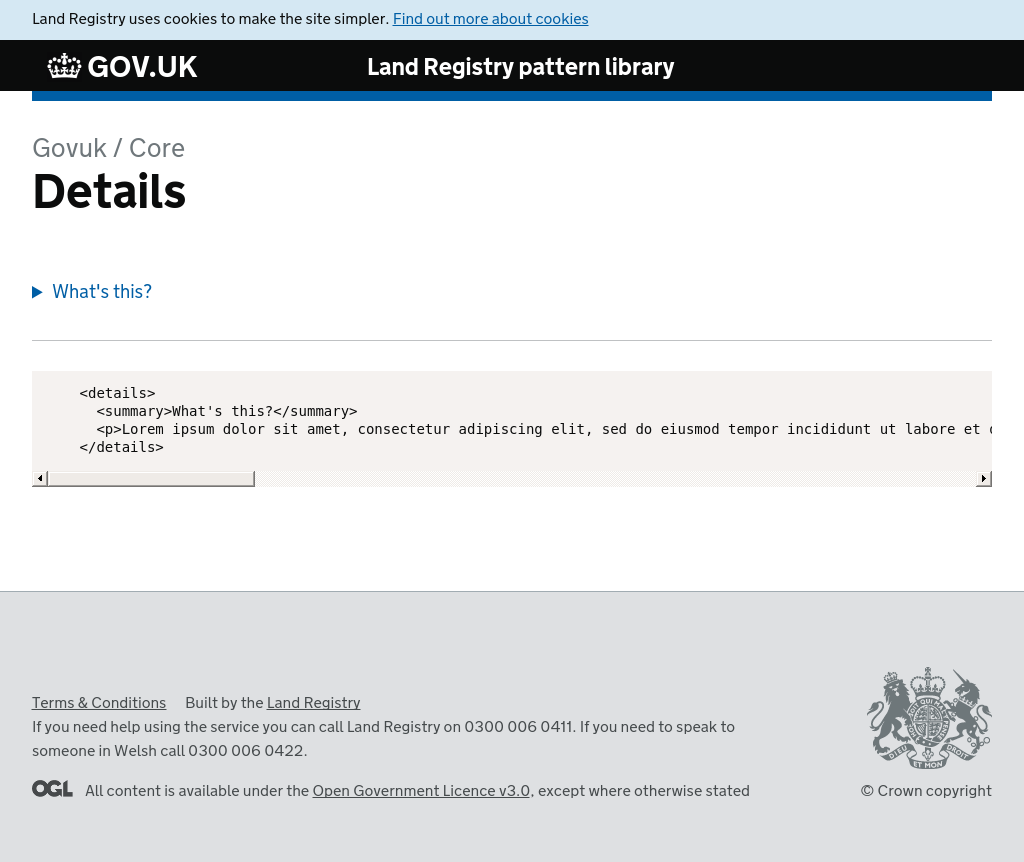 Land Registry uses cookies to make the site simpler. Find out more about cookies
GOV.UK
Land Registry pattern library
Govuk / Core
Details
What's this?
<details>
<summary>What's this?</summary>
<p>Lorem ipsum dolor sit amet, consectetur adipiscing elit, sed do eiusmod tempor incididunt ut labore et
</details>
Terms & Conditions Built by the Land Registry
If you need help using the service you can call Land Registry on 0300 006 0411. If you need to speak to
someone in Welsh call 0300 006 0422.
OGL All content is available under the Open Government Licence v3.0, except where otherwise stated
© Crown copyright